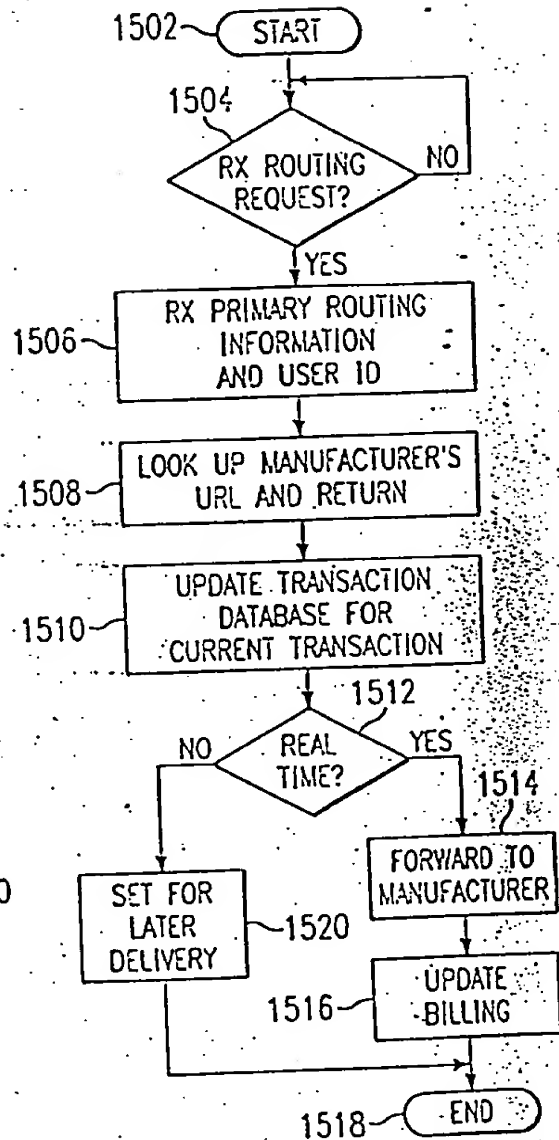 1502
START
1504
RX ROUTING
REQUEST?
NO
YES
1506
RX PRIMARY ROUTING
INFORMATION
AND USER ID
1508
LOOK UP MANUFACTURER'S
URL AND RETURN
1510
UPDATE TRANSACTION
DATABASE FOR
CURRENT TRANSACTION
1512
NO
REAL
TIME?
YES
1514
FORWARD TO
MANUFACTURER
0
SET FOR
LATER
DELIVERY
1520
1516
UPDATE
BILLING
1518
END